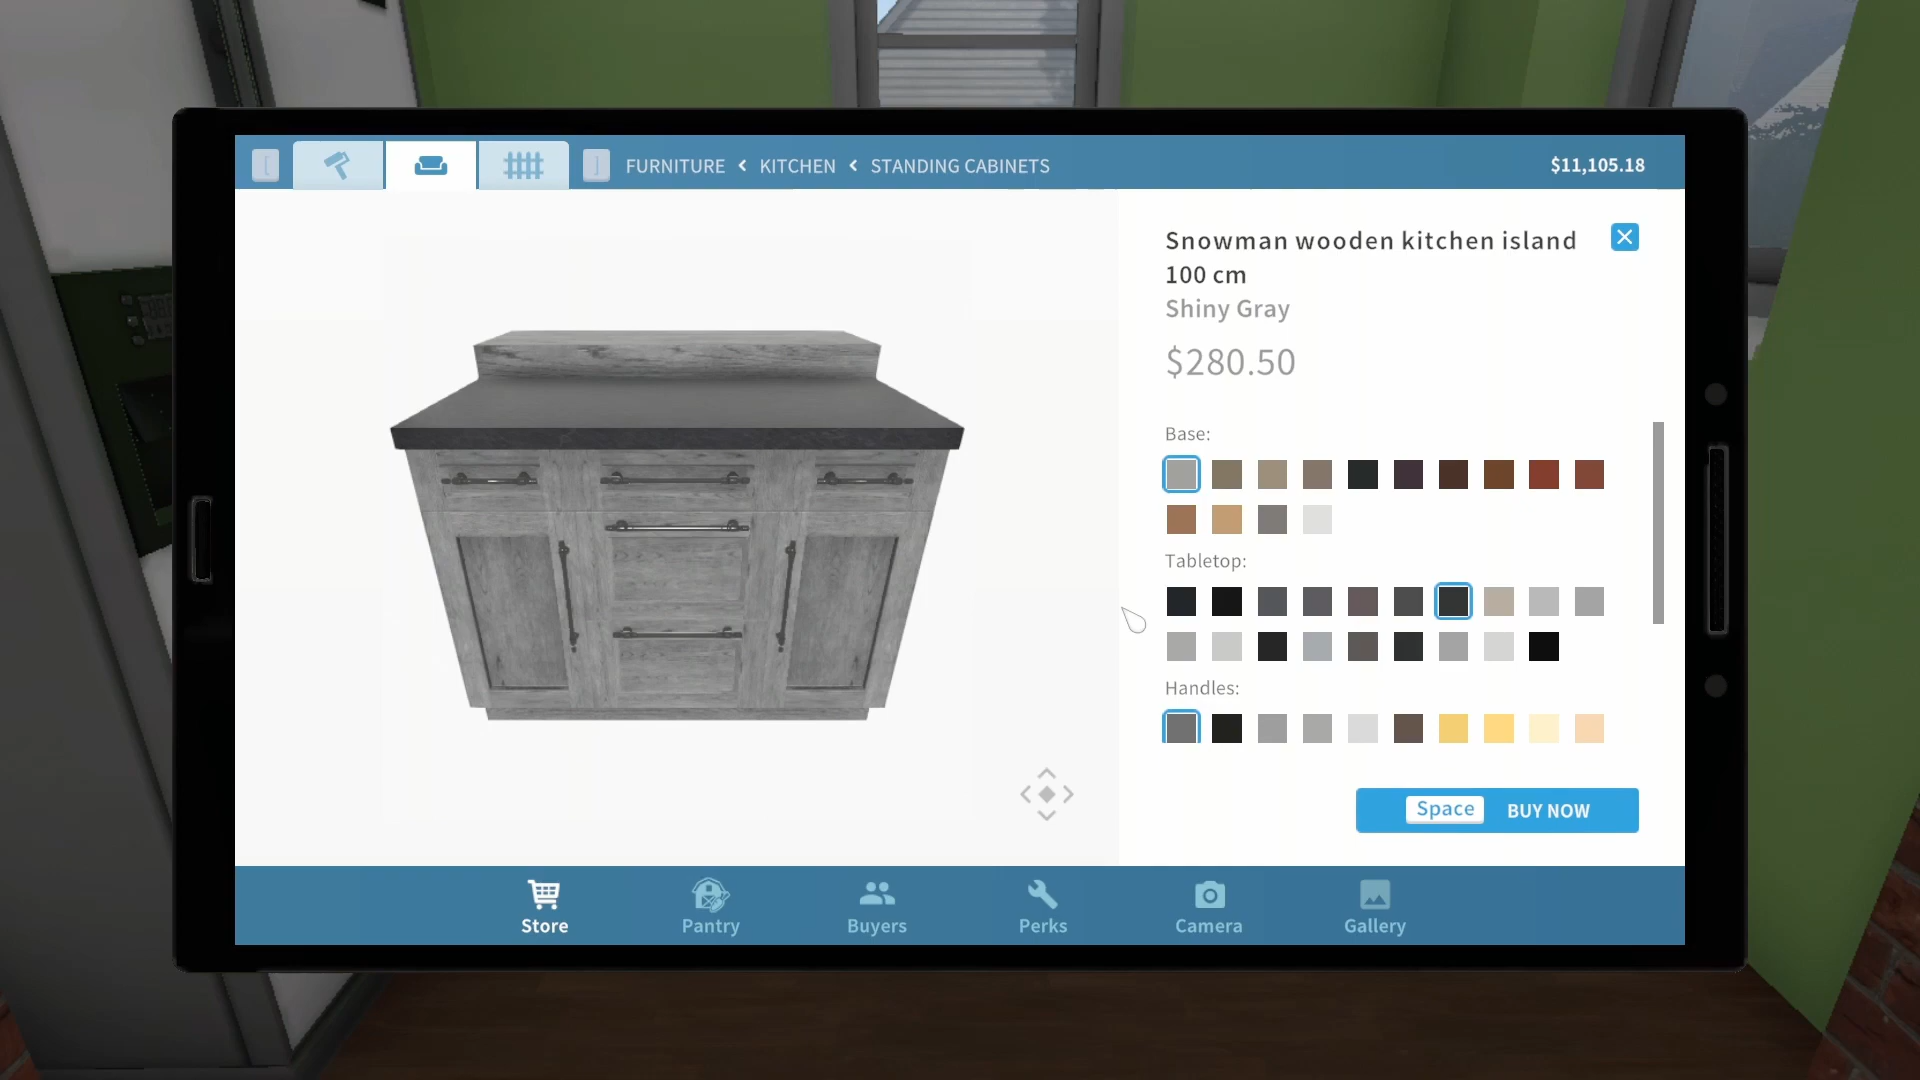 [
]
FURNITURE < KITCHEN < STANDING CABINETS
$11,105.18
Snowman wooden kitchen island
100 cm
Shiny Gray
$280.50
Base:
Tabletop:
Handles:
Space BUY NOW
Store
Pantry
Buyers
Perks
Camera
Gallery